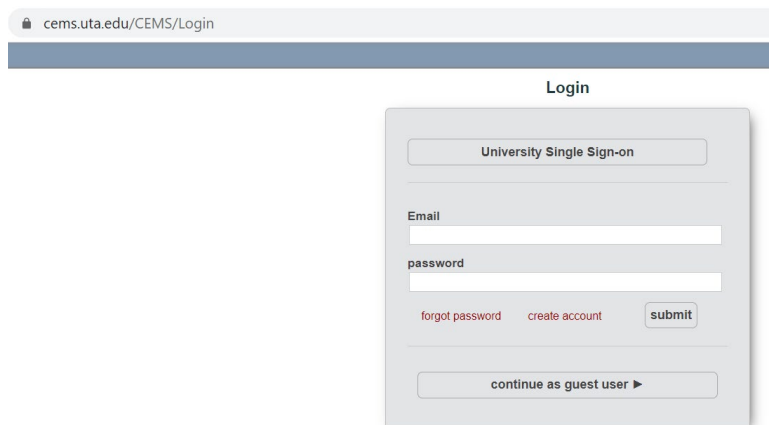 cems.uta.edu/CEMS/Login
Login
University Single Sign-on
Email
password
forgot password create account submit
continue as guest user ►